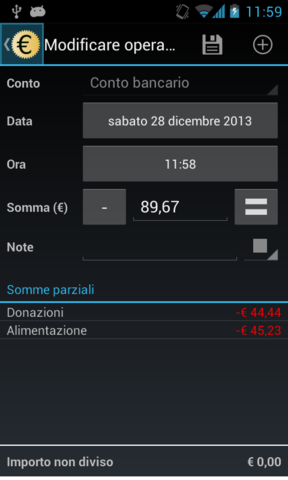 11:59
€ Modificare opera...
Conto Conto bancario
Data sabato 28 dicembre 2013
Ora 11:58
Somma (€) - 89,67
Note
Somme parziali
Donazioni -€ 44,44
Alimentazione -€ 45,23
Importo non diviso € 0,00